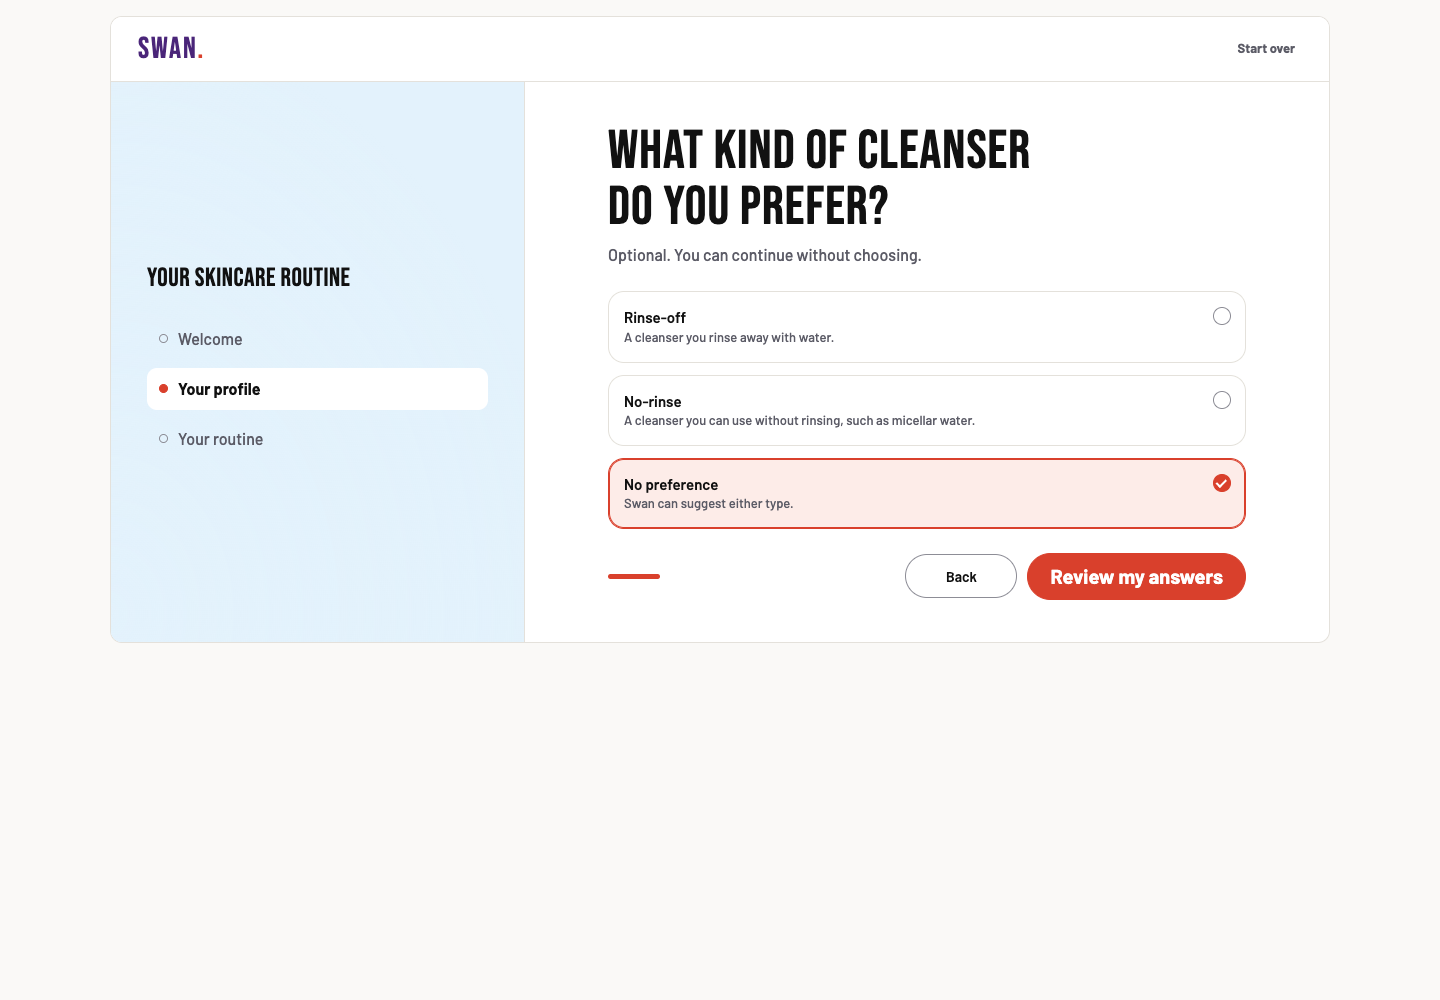 SWAN.
Start over
YOUR SKINCARE ROUTINE
Welcome
Your profile
Your routine
WHAT KIND OF CLEANSER
DO YOU PREFER?
Optional. You can continue without choosing.
Rinse-off
A cleanser you rinse away with water.
No-rinse
A cleanser you can use without rinsing, such as micellar water.
No preference
Swan can suggest either type.
Back
Review my answers